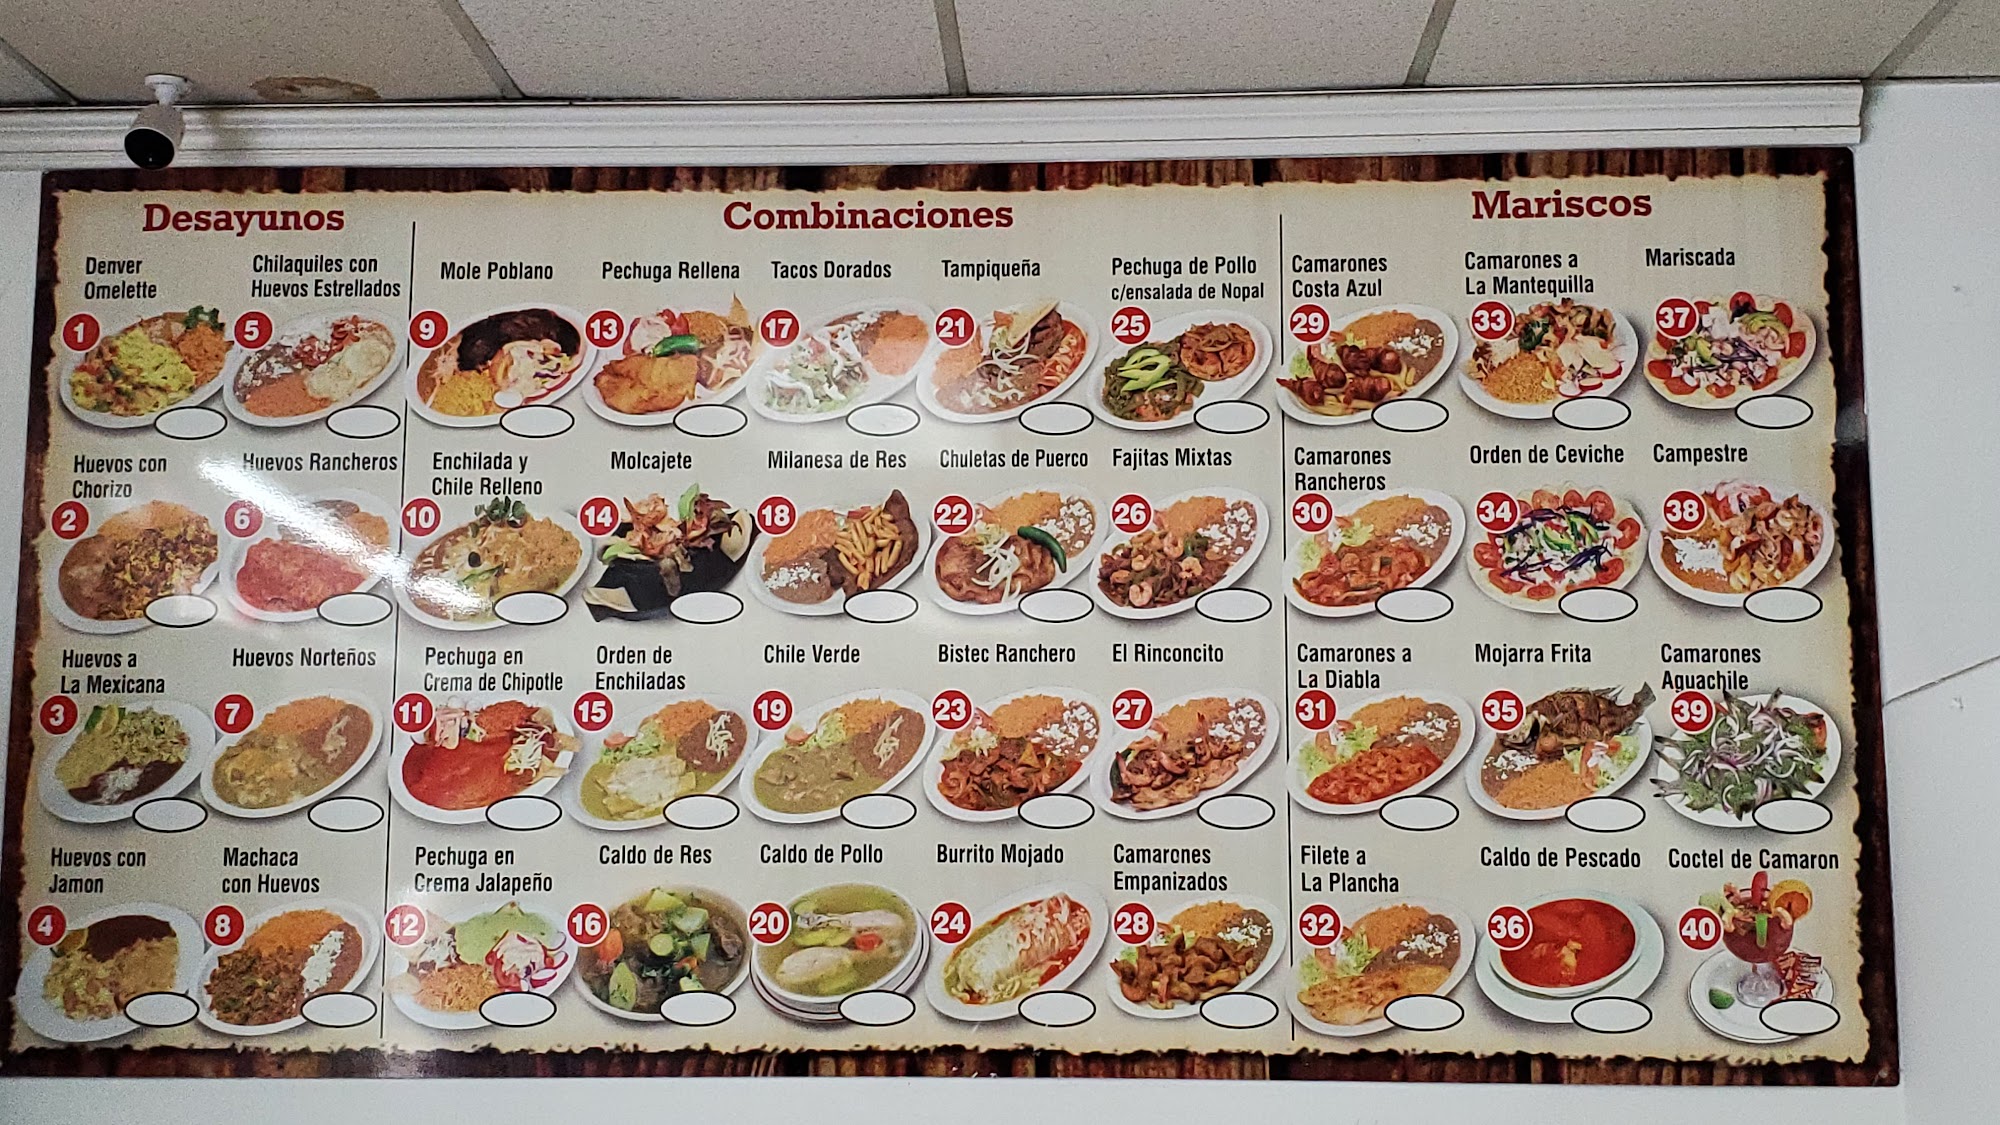 Desayunos
Denver
Omelette
1
Huevos con
Chorizo
2
Huevos a
La Mexicana
3
Huevos con
Jamon
4
Chilaquiles con
Huevos Estrellados
5
Huevos Rancheros
6
Huevos Norteños
7
Machaca
con Huevos
8
Combinaciones
Mole Poblano
9
Enchilada y
Chile Relleno
10
Pechuga en
Crema de Chipotle
11
Pechuga en
Crema Jalapeño
12
Pechuga Rellena
13
Molcajete
14
Orden de
Enchiladas
15
Caldo de Res
16
Tacos Dorados
17
Milanesa de Res
18
Chile Verde
19
Caldo de Pollo
20
Tampiqueña
21
Chuletas de Puerco
22
Bistec Ranchero
23
Burrito Mojado
24
Pechuga de Pollo
c/ensalada de Nopal
25
Fajitas Mixtas
26
El Rinconcito
27
Camarones
Empanizados
28
Mariscos
Camarones
Costa Azul
29
Camarones
Rancheros
30
Camarones a
La Diabla
31
Filete a
La Plancha
32
Camarones a
La Mantequilla
33
Orden de Ceviche
34
Mojarra Frita
35
Caldo de Pescado
36
Mariscada
37
Campestre
38
Camarones
Aguachile
39
Coctel de Camaron
40